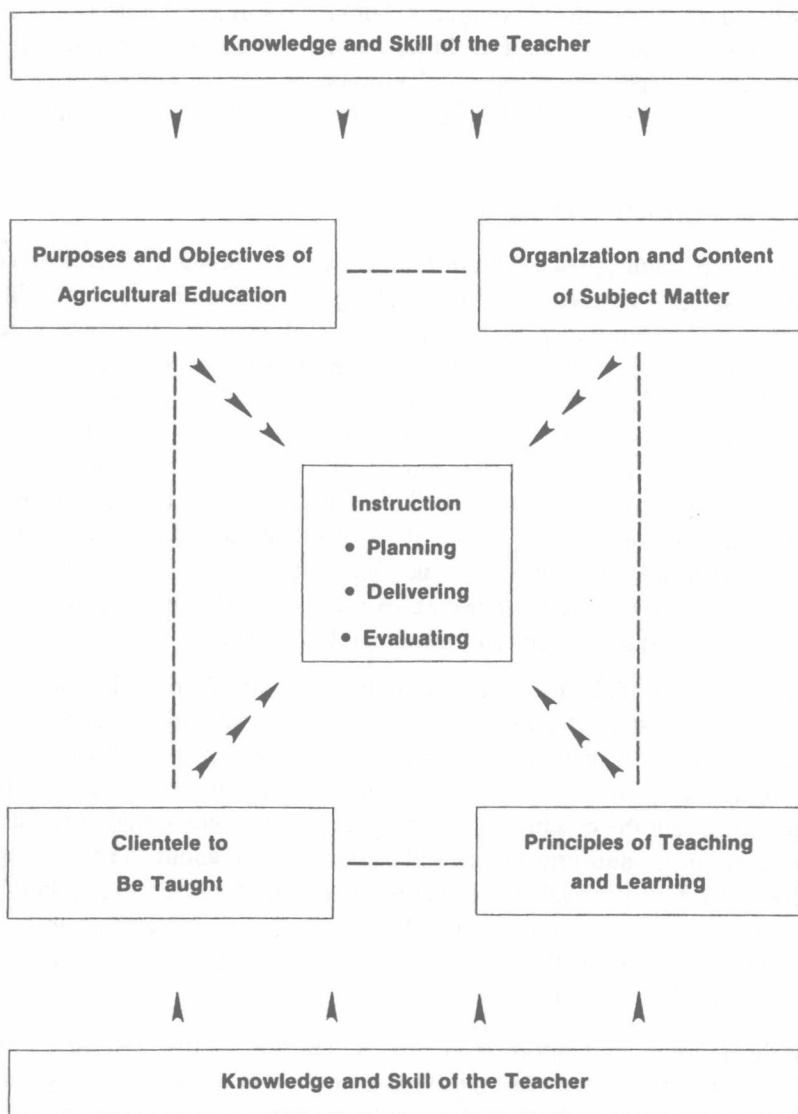 Knowledge and Skill of the Teacher
Purposes and Objectives of
Agricultural Education
Organization and Content
of Subject Matter
Instruction
• Planning
• Delivering
• Evaluating
Clientele to
Be Taught
Principles of Teaching
and Learning
Knowledge and Skill of the Teacher